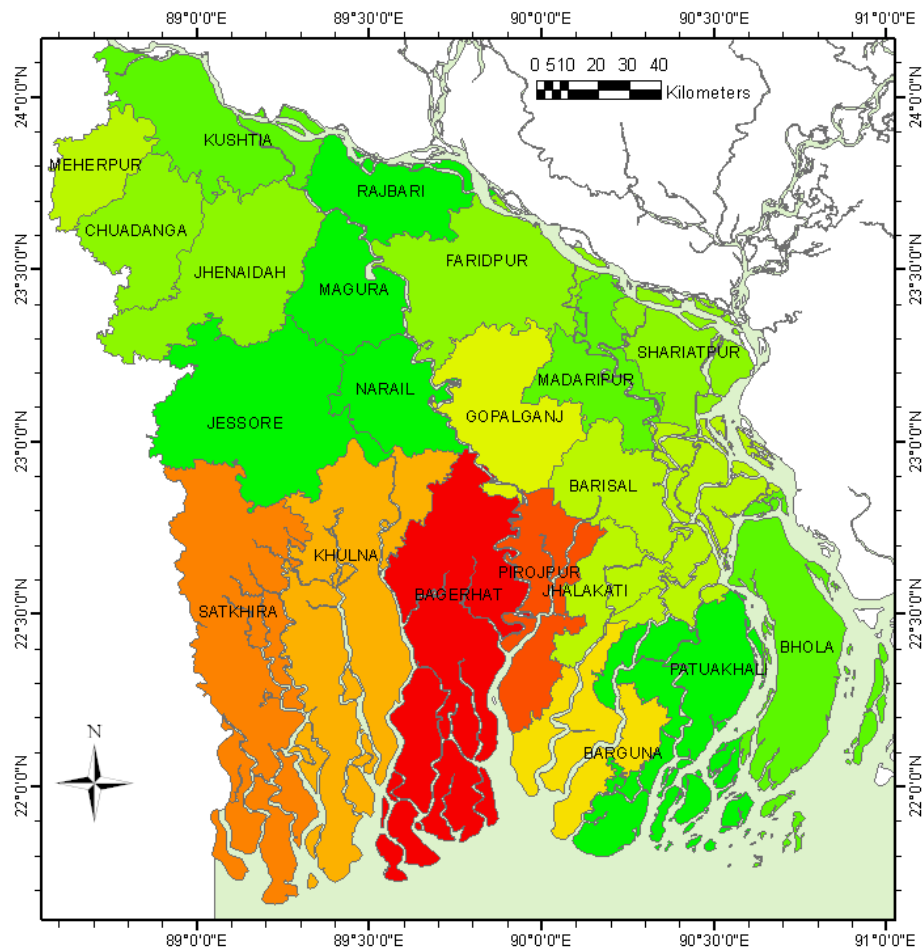 89°0'0"E 89°30'0"E 90°0'0"E 90°30'0"E 91°0'0"E
0 5 10 20 30 40
Kilometers
24°0'0"N 24°0'0"N
KUSHTIA
MEHERPUR
RAJBARI
CHUADANGA
FARIDPUR
JHENAIDAH
23°30'0"N 23°30'0"N
MAGURA
SHARIATPUR
MADARIPUR
NARAIL
GOPALGANJ
JESSORE
23°0'0"N 23°0'0"N
BARISAL
KHULNA
PIROJPUR
JHALAKATI
BAGERHAT
SATKHIRA
22°30'0"N 22°30'0"N
BHOLA
PATUAKHALI
N
BARGUNA
22°0'0"N 22°0'0"N
89°0'0"E 89°30'0"E 90°0'0"E 90°30'0"E 91°0'0"E